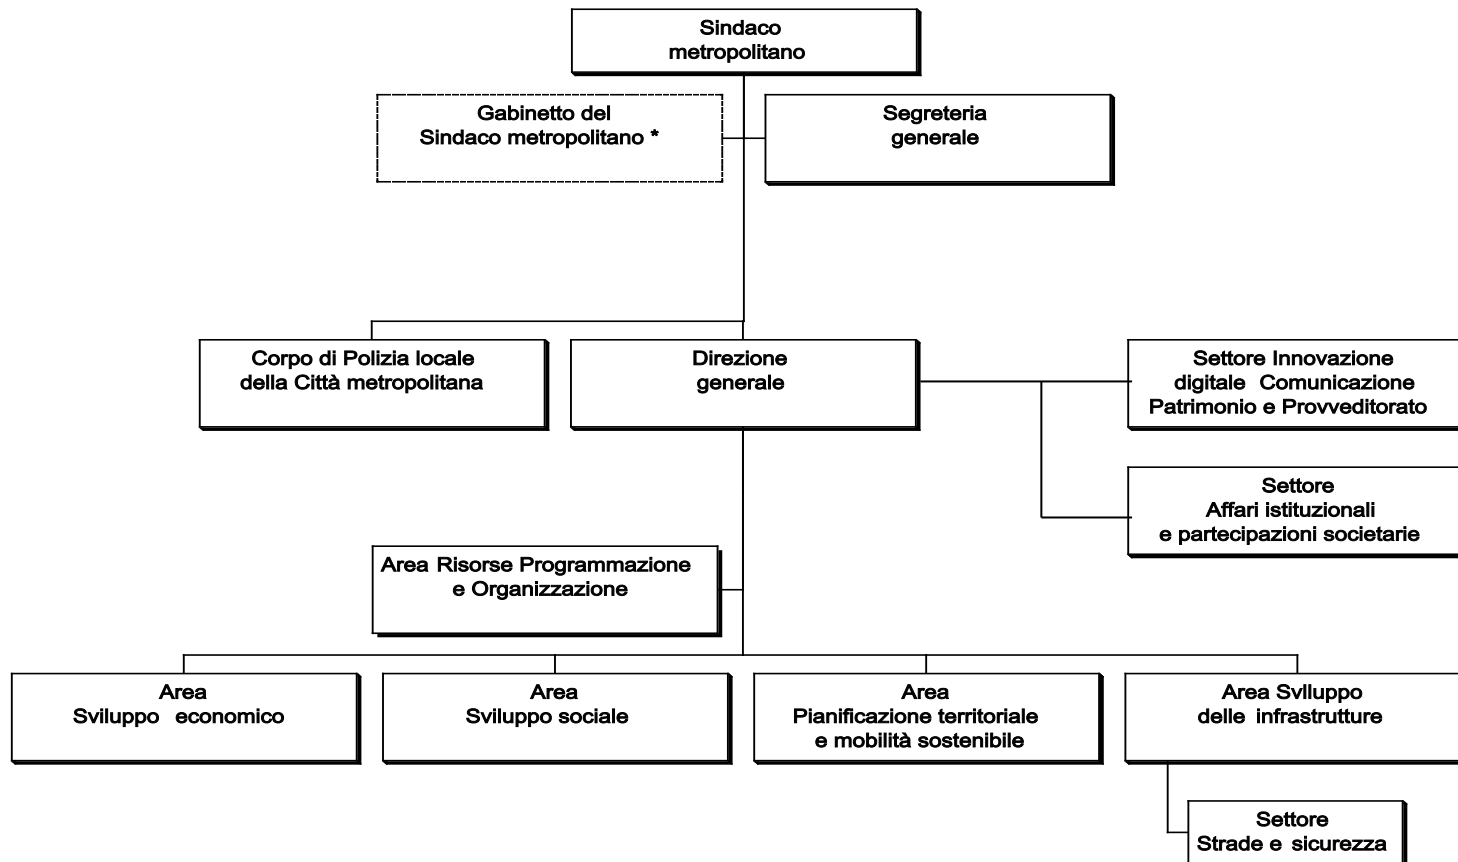 Sindaco
metropolitano
Gabinetto del
Sindaco metropolitano *
Segreteria
generale
Corpo di Polizia locale
della Città metropolitana
Direzione
generale
Settore Innovazione
digitale Comunicazione
Patrimonio e Provveditorato
Settore
Affari istituzionali
e partecipazioni societarie
Area Risorse Programmazione
e Organizzazione
Area
Sviluppo economico
Area
Sviluppo sociale
Area
Pianificazione territoriale
e mobilità sostenibile
Area Svlluppo
delle infrastrutture
Settore
Strade e sicurezza